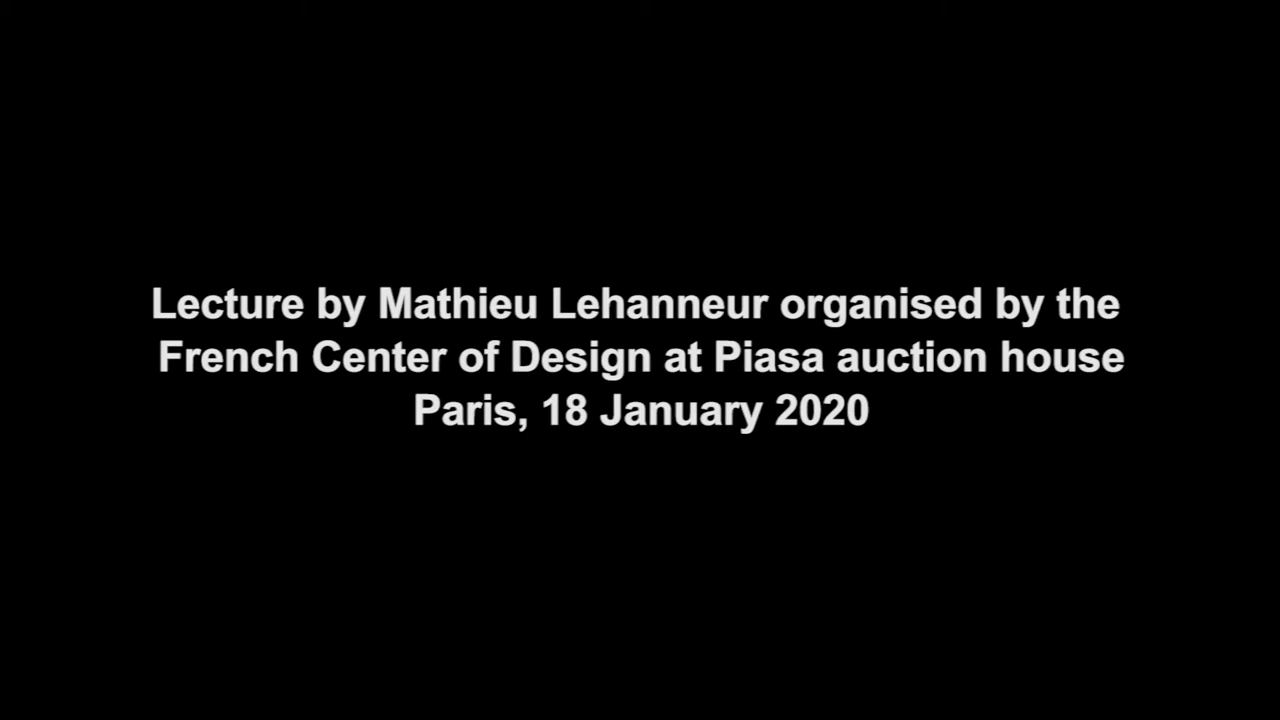 Lecture by Mathieu Lehanneur organised by the
French Center of Design at Piasa auction house
Paris, 18 January 2020